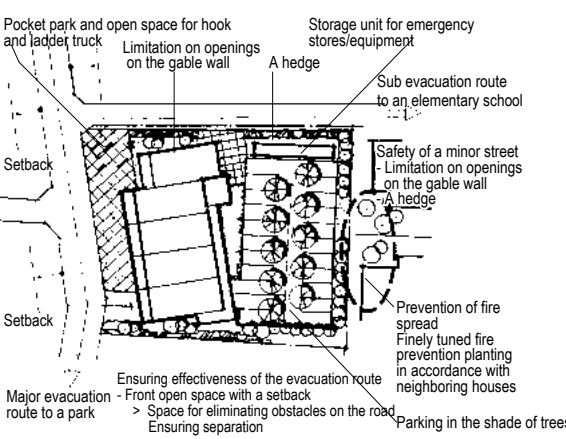 Pocket park and open space for hook
and ladder truck
Limitation on openings
on the gable wall
A hedge
Storage unit for emergency
stores/equipment
Sub evacuation route
to an elementary school
Setback
Safety of a minor street
- Limitation on openings
on the gable wall
- A hedge
Setback
Prevention of fire
spread
Finely tuned fire
prevention planting
in accordance with
neighboring houses
Major evacuation
route to a park
Ensuring effectiveness of the evacuation route
- Front open space with a setback
> Space for eliminating obstacles on the road
Ensuring separation
Parking in the shade of trees